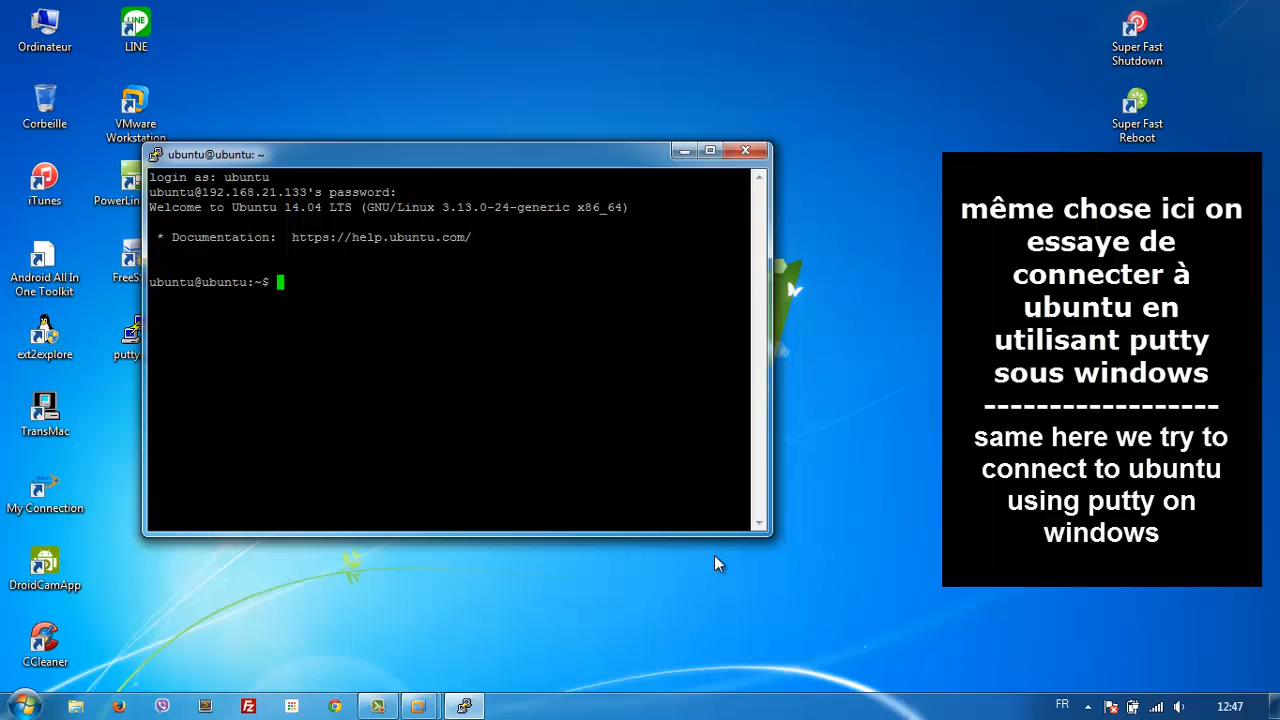 Ordinateur
LINE
Super Fast
Shutdown
Corbeille
VMware
Workstation
Super Fast
Reboot
ubuntu@ubuntu: ~
login as: ubuntu
ubuntu@192.168.21.133's password:
Welcome to Ubuntu 14.04 LTS (GNU/Linux 3.13.0-24-generic x86_64)
* Documentation:  https://help.ubuntu.com/
ubuntu@ubuntu:~$
iTunes
PowerLin
Android All In
One Toolkit
FreeS
ext2explore
putty
TransMac
My Connection
DroidCamApp
CCleaner
même chose ici on
essaye de
connecter à
ubuntu en
utilisant putty
sous windows
------------------
same here we try to
connect to ubuntu
using putty on
windows
FR
12:47